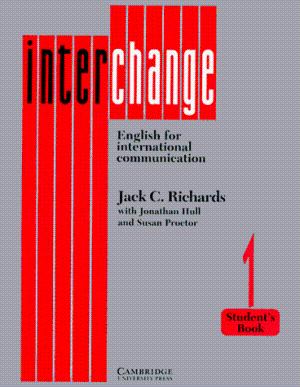 interchange
English for
international
communication
Jack C. Richards
with Jonathan Hull
and Susan Proctor
1
Student's
Book
CAMBRIDGE
UNIVERSITY PRESS